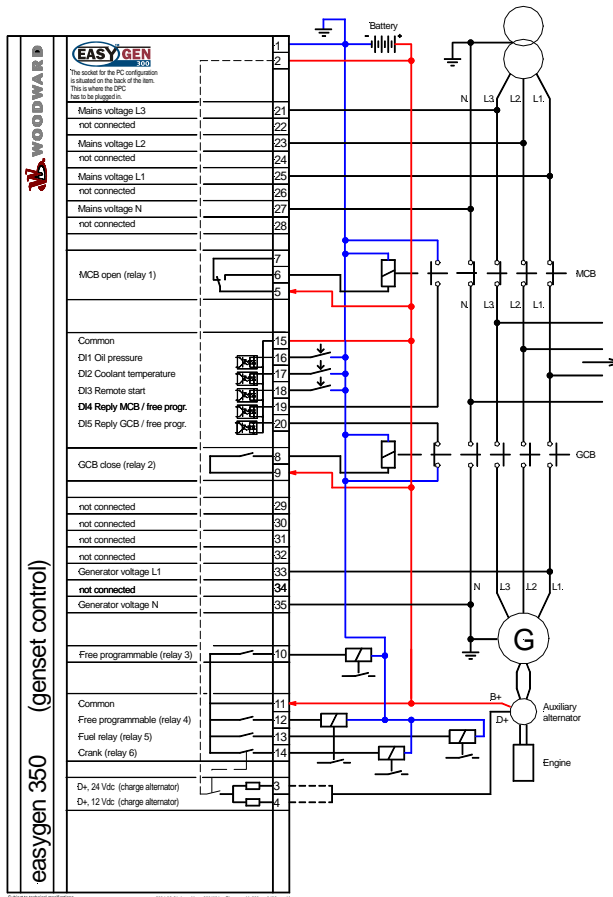 WOODWARD
easygen 350 (genset control)
EASY GEN
300
The socket for the PC configuration
is situated on the back of the item.
This is where the DPC
has to be plugged in.
Battery
1
2
Mains voltage L3 21
not connected 22
Mains voltage L2 23
not connected 24
Mains voltage L1 25
not connected 26
Mains voltage N 27
not connected 28
N. L3. L2. L1.
7
MCB open (relay 1) 6
5
MCB
N. L3. L2. L1.
Common 15
DI1 Oil pressure 16
DI2 Coolant temperature 17
DI3 Remote start 18
DI4 Reply MCB / free progr. 19
DI5 Reply GCB / free progr. 20
GCB close (relay 2) 8
9
GCB
not connected 29
not connected 30
not connected 31
not connected 32
Generator voltage L1 33
not connected 34
Generator voltage N 35
N L3 L2 L1.
G
Free programmable (relay 3) 10
Common 11
Free programmable (relay 4) 12
Fuel relay (relay 5) 13
Crank (relay 6) 14
B+
D+
Auxiliary
alternator
Engine
D+, 24 Vdc (charge alternator) 3
D+, 12 Vdc (charge alternator) 4